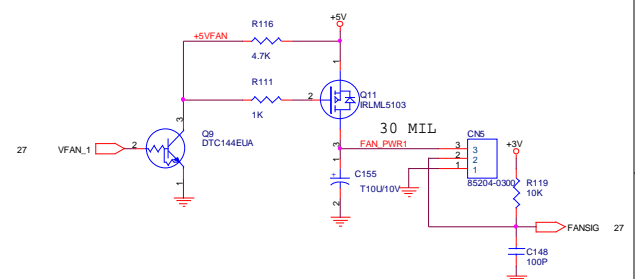 R116
+5V
+5VFAN
4.7K
1
R111
Q11
2
IRLML5103
3
1K
30 MIL
Q9
DTC144EUA
CN5
3
FAN_PWR1
3
3
+3V
27
VFAN_1
2
2
2
1
1
1
C155
85204-0300
R119
1
T10U/10V
10K
2
FANSIG
27
C148
100P